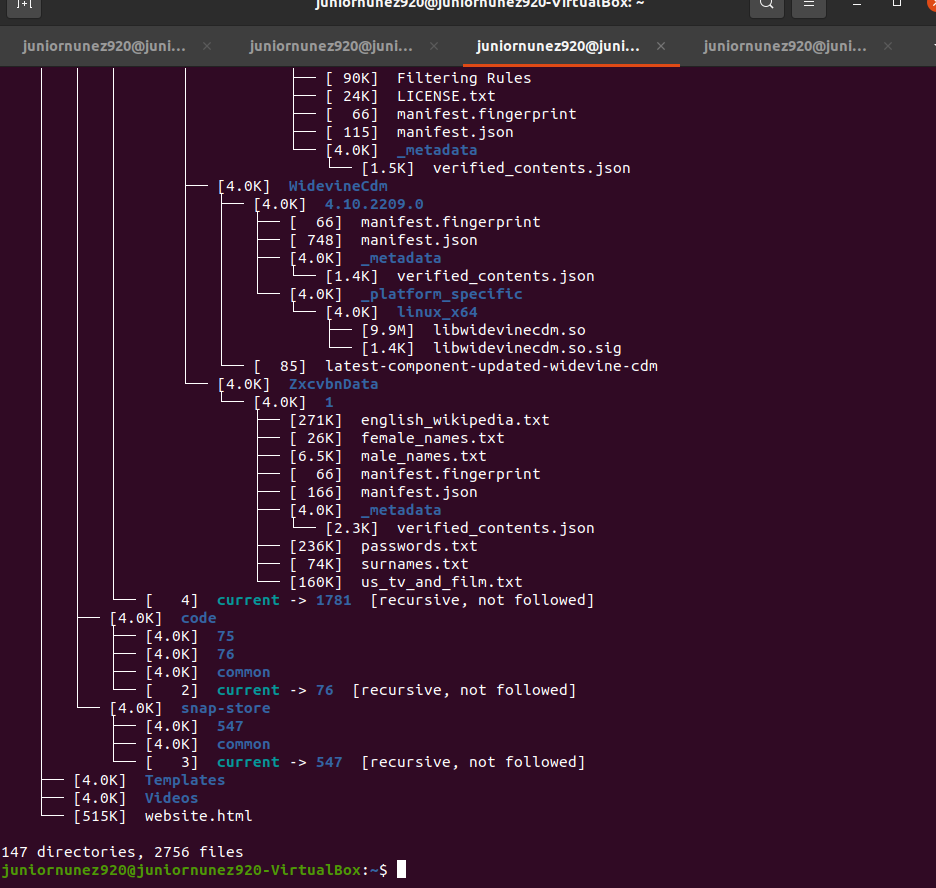 juniornunez920@juniornunez920-VirtualBox: ~
juniornunez920@juni... × juniornunez920@juni... × juniornunez920@juni... × juniornunez920@juni... ×
├── [ 90K]  Filtering Rules
├── [ 24K]  LICENSE.txt
├── [  66]  manifest.fingerprint
├── [ 115]  manifest.json
└── [4.0K]  _metadata
└── [1.5K]  verified_contents.json
├── [4.0K]  WidevineCdm
├── [4.0K]  4.10.2209.0
├── [  66]  manifest.fingerprint
├── [ 748]  manifest.json
├── [4.0K]  _metadata
└── [1.4K]  verified_contents.json
└── [4.0K]  _platform_specific
└── [4.0K]  linux_x64
├── [9.9M]  libwidevinecdm.so
└── [1.4K]  libwidevinecdm.so.sig
└── [  85]  latest-component-updated-widevine-cdm
└── [4.0K]  ZxcvbnData
└── [4.0K]  1
├── [271K]  english_wikipedia.txt
├── [ 26K]  female_names.txt
├── [6.5K]  male_names.txt
├── [  66]  manifest.fingerprint
├── [ 166]  manifest.json
├── [4.0K]  _metadata
└── [2.3K]  verified_contents.json
├── [236K]  passwords.txt
├── [ 74K]  surnames.txt
└── [160K]  us_tv_and_film.txt
└── [   4]  current -> 1781  [recursive, not followed]
├── [4.0K]  code
├── [4.0K]  75
├── [4.0K]  76
├── [4.0K]  common
└── [   2]  current -> 76  [recursive, not followed]
└── [4.0K]  snap-store
├── [4.0K]  547
├── [4.0K]  common
└── [   3]  current -> 547  [recursive, not followed]
├── [4.0K]  Templates
├── [4.0K]  Videos
└── [515K]  website.html
147 directories, 2756 files
juniornunez920@juniornunez920-VirtualBox:~$